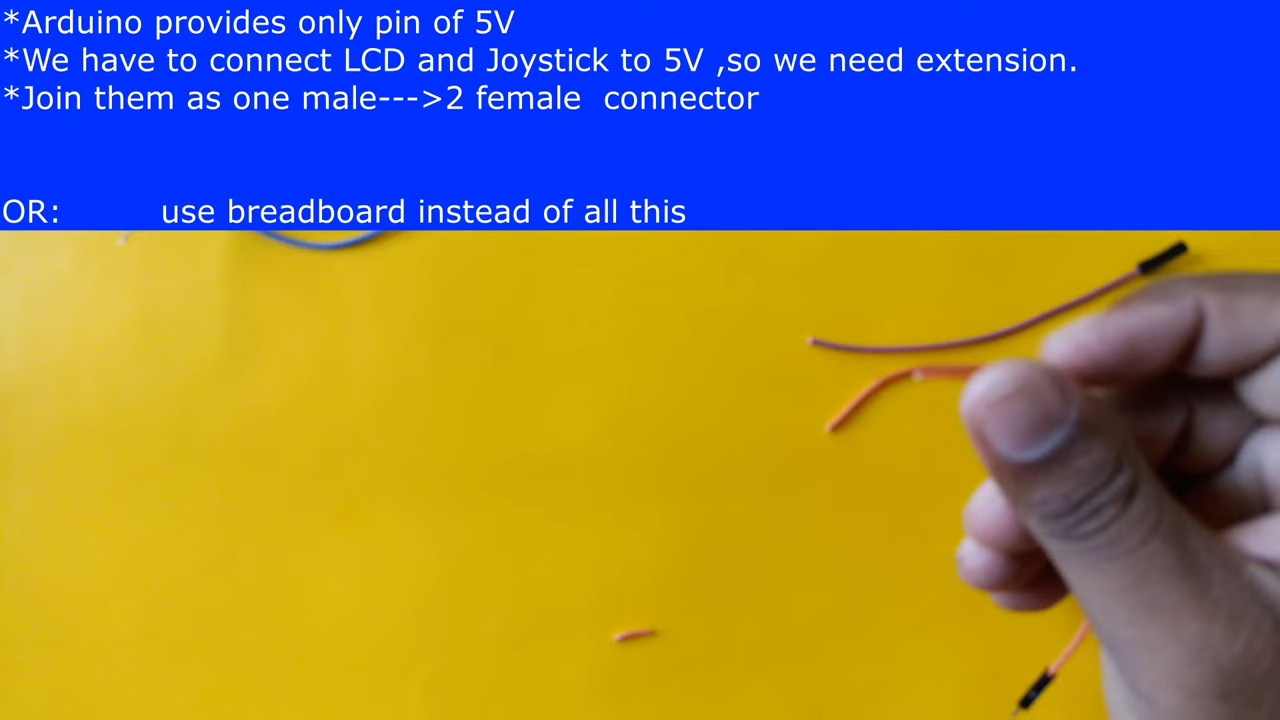 *Arduino provides only pin of 5V
*We have to connect LCD and Joystick to 5V ,so we need extension.
*Join them as one male--->2 female  connector
OR: use breadboard instead of all this